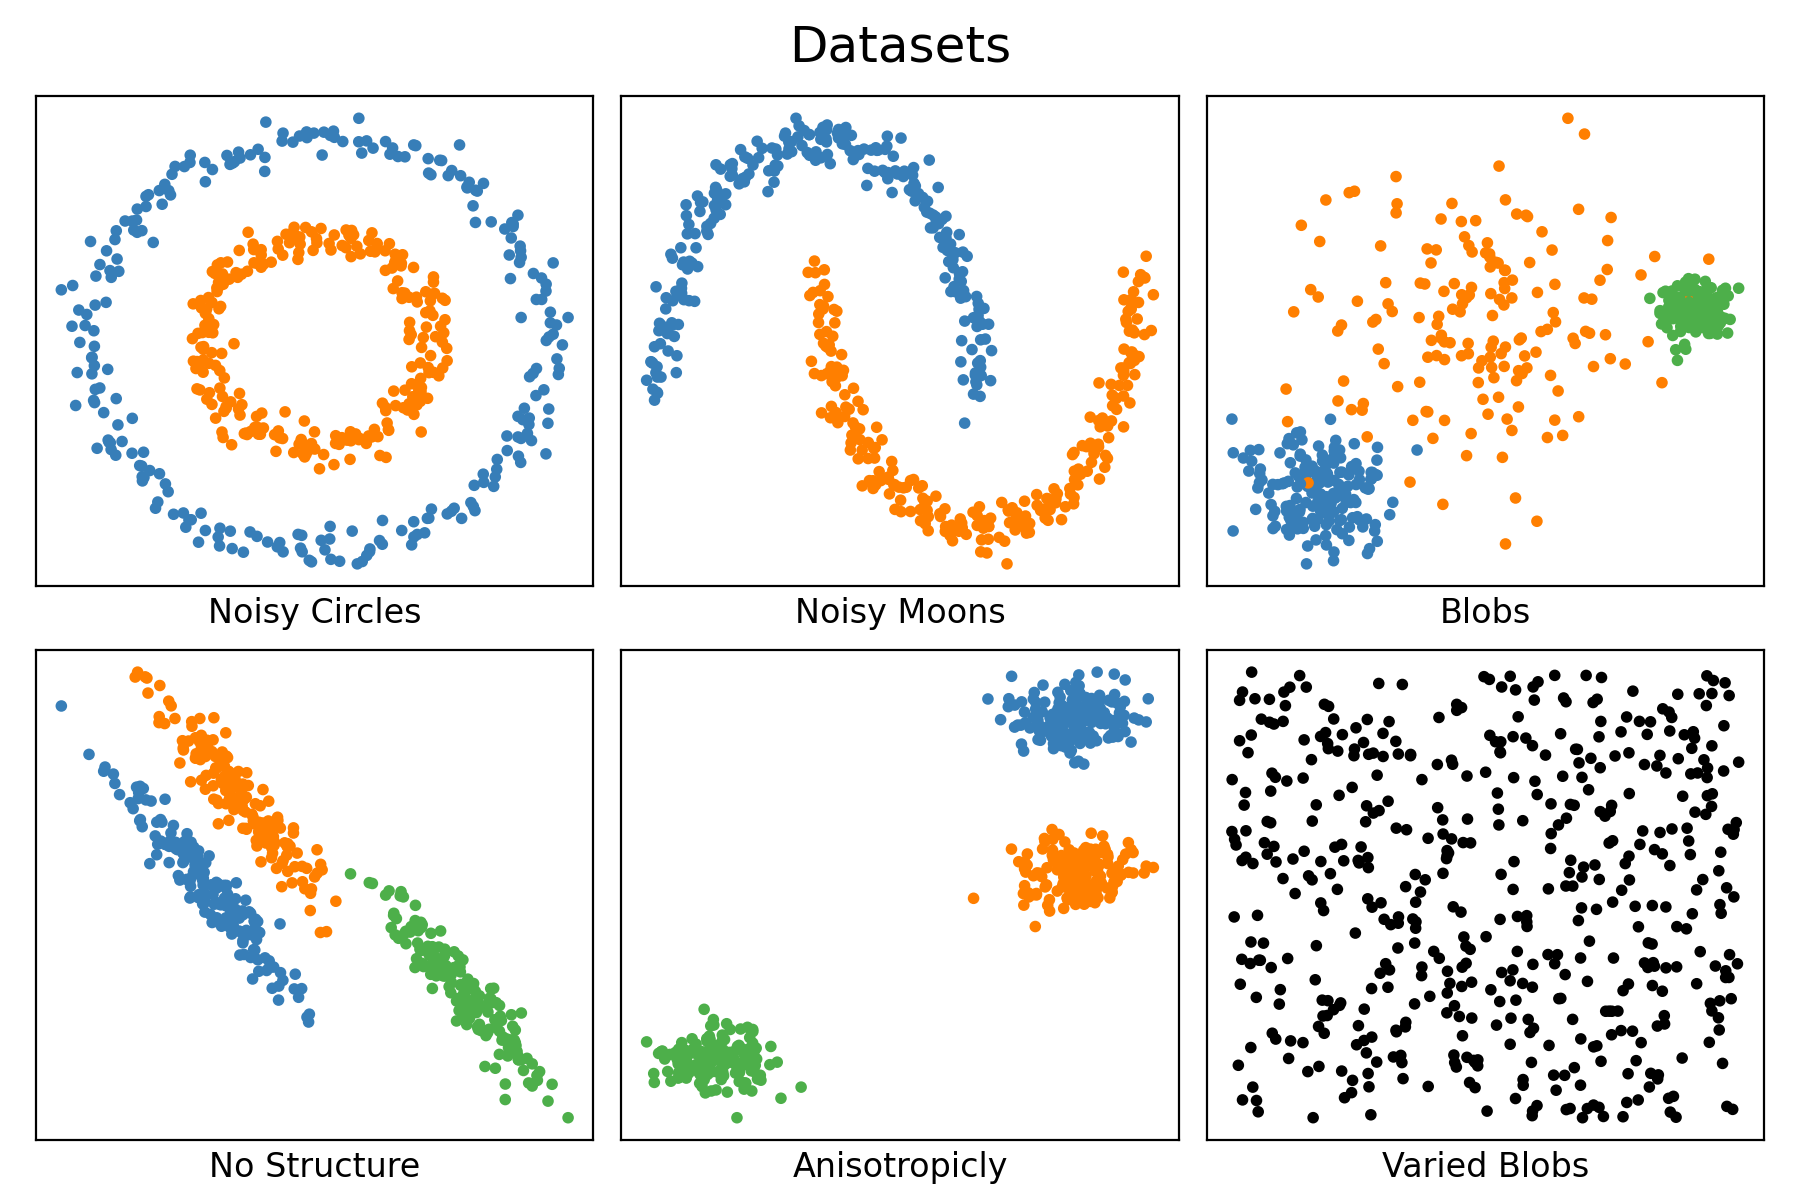 Datasets
Noisy Circles
Noisy Moons
Blobs
No Structure
Anisotropicly
Varied Blobs